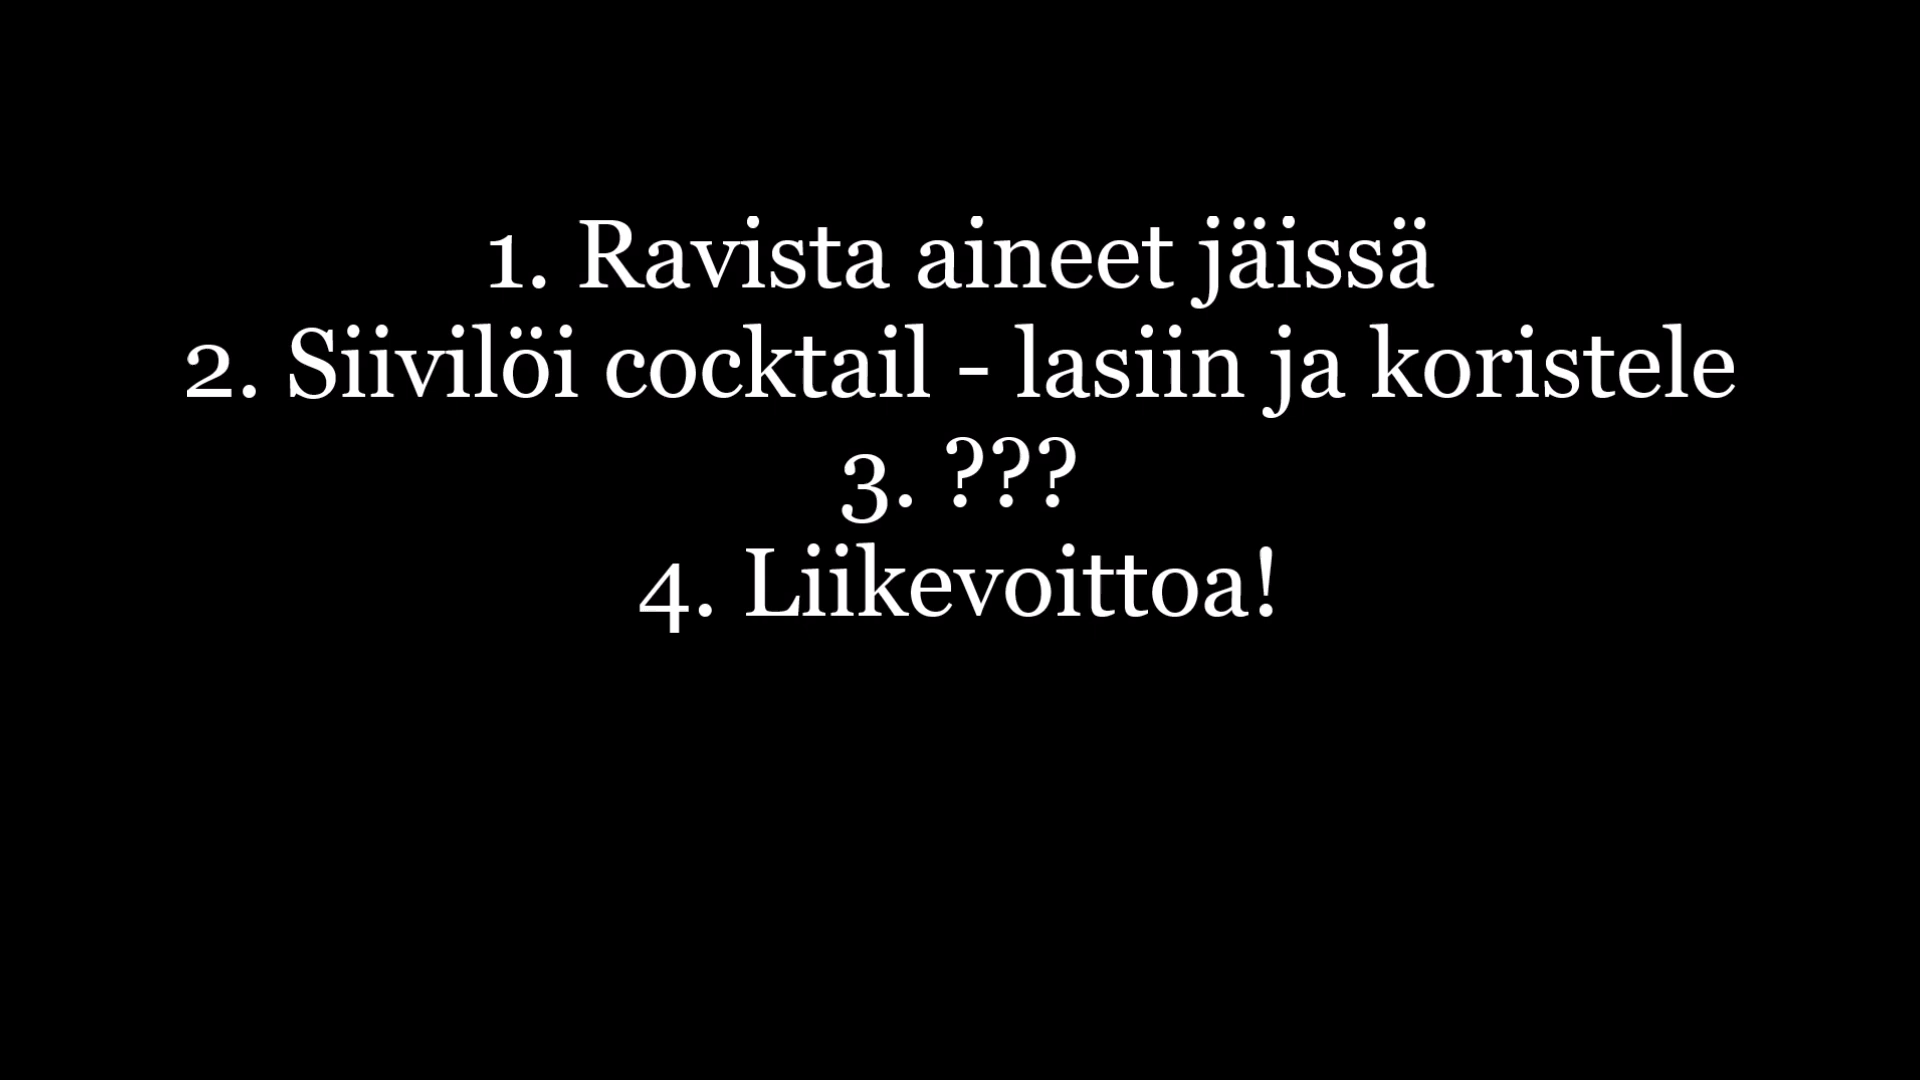 1. Ravista aineet jäissä
2. Siivilöi cocktail - lasiin ja koristele
3. ???
4. Liikevoittoa!